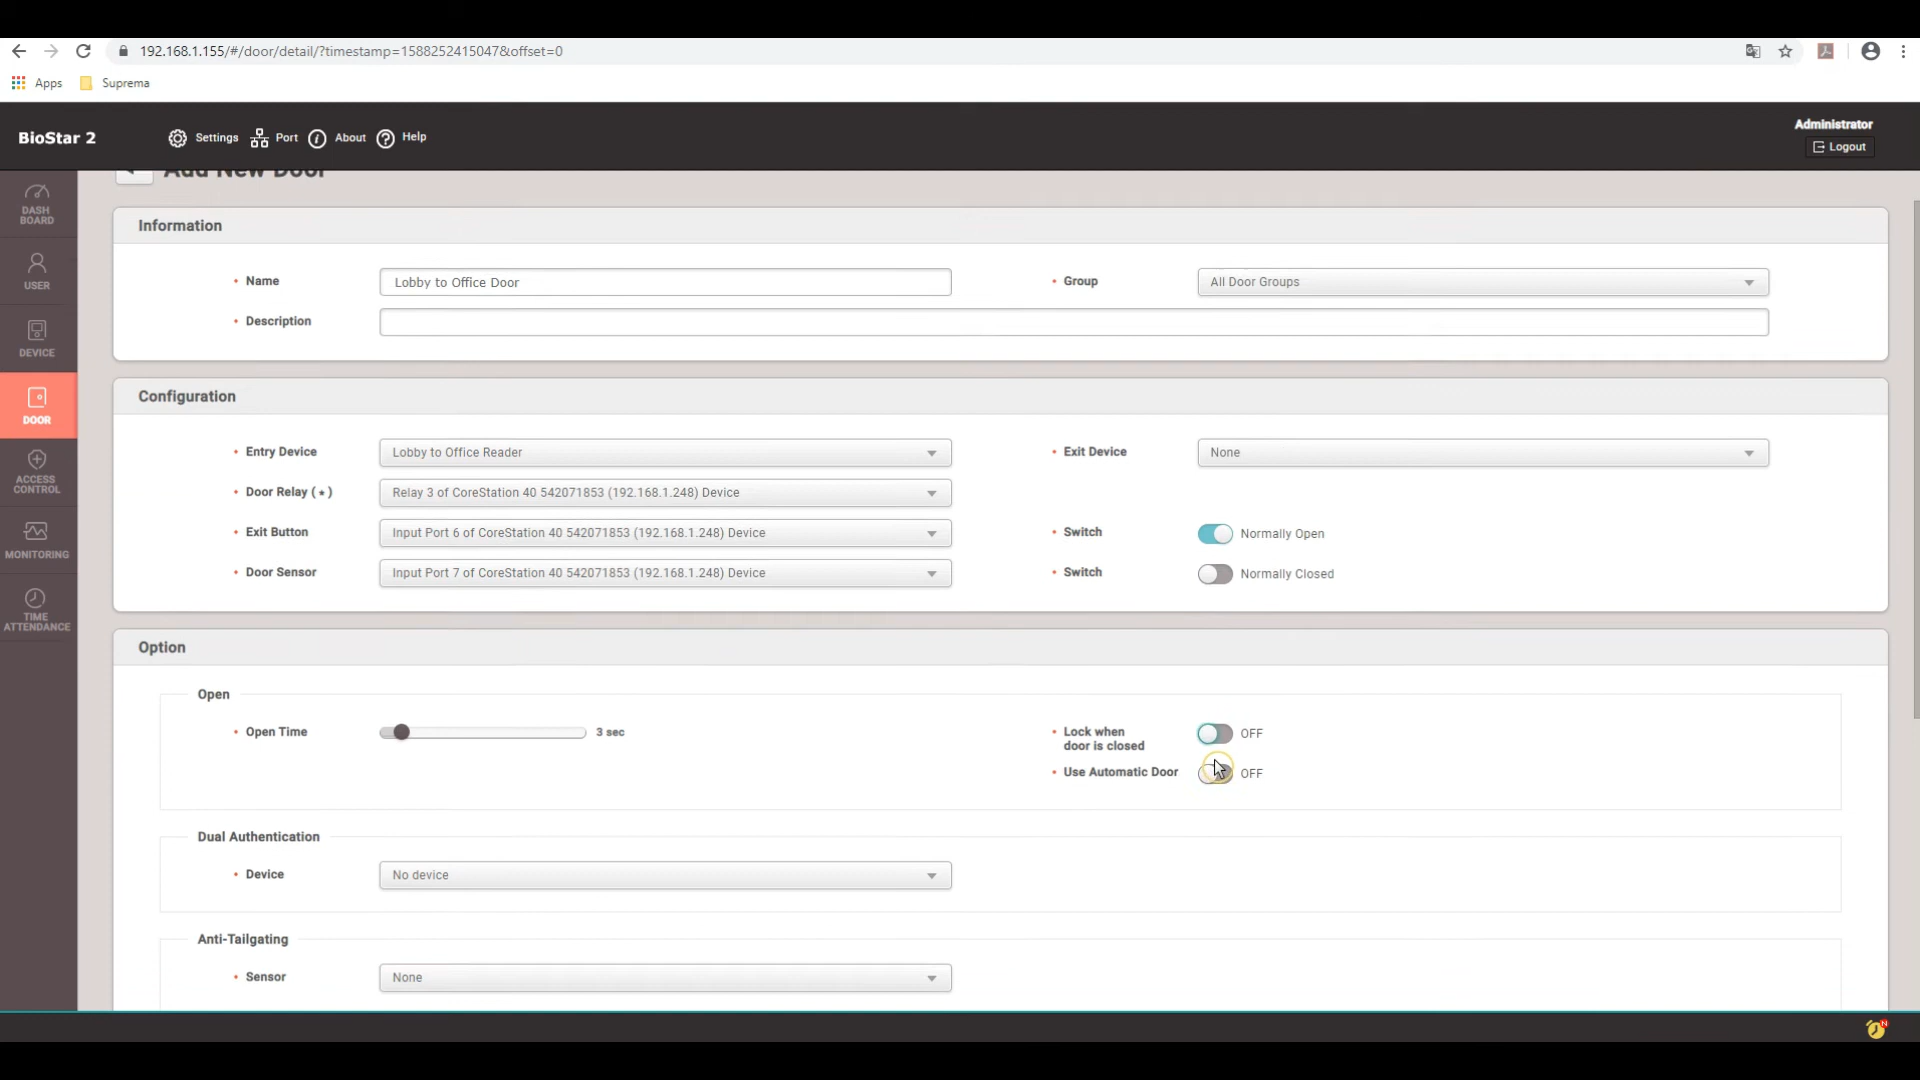 192.168.1.155/#/door/detail/?timestamp=1588252415047&offset=0
Apps Suprema
BioStar 2 Settings Port About Help
Administrator
Logout
Add New Door
DASH
BOARD
USER
DEVICE
DOOR
ACCESS
CONTROL
MONITORING
TIME
ATTENDANCE
Information
Name Lobby to Office Door Group All Door Groups
Description
Configuration
Entry Device Lobby to Office Reader Exit Device None
Door Relay (★) Relay 3 of CoreStation 40 542071853 (192.168.1.248) Device
Exit Button Input Port 6 of CoreStation 40 542071853 (192.168.1.248) Device Switch Normally Open
Door Sensor Input Port 7 of CoreStation 40 542071853 (192.168.1.248) Device Switch Normally Closed
Option
Open
Open Time 3 sec Lock when
door is closed OFF
Use Automatic Door OFF
Dual Authentication
Device No device
Anti-Tailgating
Sensor None
N